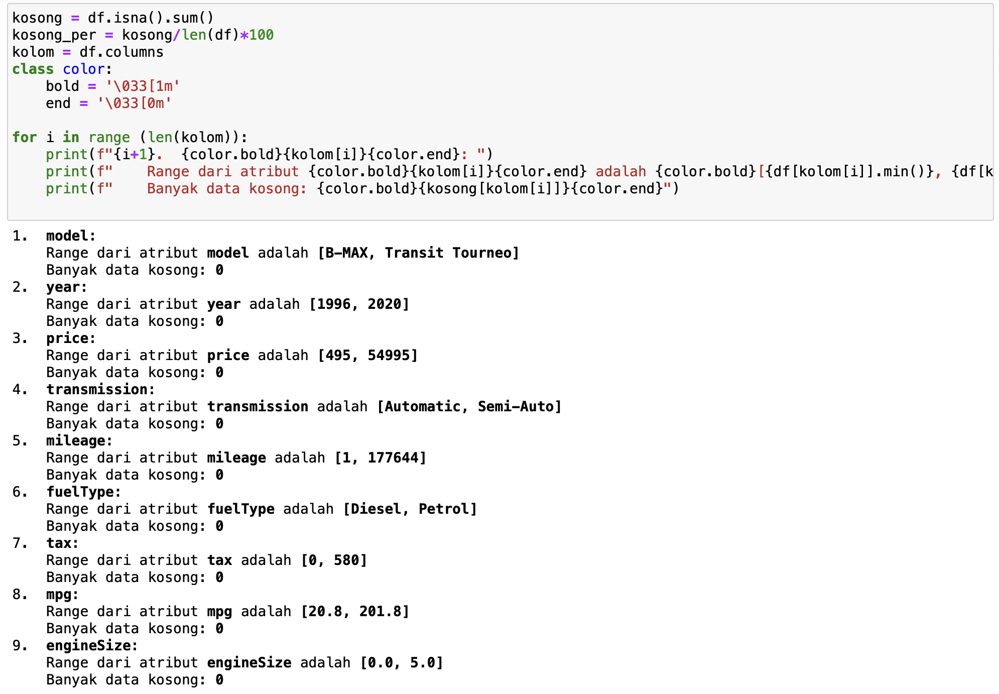 kosong = df.isna().sum()
kosong_per = kosong/len(df)*100
kolom = df.columns
class color:
    bold = '\033[1m'
    end = '\033[0m'

for i in range (len(kolom)):
    print(f"{i+1}.  {color.bold}{kolom[i]}{color.end}: ")
    print(f"    Range dari atribut {color.bold}{kolom[i]}{color.end} adalah {color.bold}[{df[kolom[i]].min()}, {df[k
    print(f"    Banyak data kosong: {color.bold}{kosong[kolom[i]]}{color.end}")
1.  model:
    Range dari atribut model adalah [B-MAX, Transit Tourneo]
    Banyak data kosong: 0
2.  year:
    Range dari atribut year adalah [1996, 2020]
    Banyak data kosong: 0
3.  price:
    Range dari atribut price adalah [495, 54995]
    Banyak data kosong: 0
4.  transmission:
    Range dari atribut transmission adalah [Automatic, Semi-Auto]
    Banyak data kosong: 0
5.  mileage:
    Range dari atribut mileage adalah [1, 177644]
    Banyak data kosong: 0
6.  fuelType:
    Range dari atribut fuelType adalah [Diesel, Petrol]
    Banyak data kosong: 0
7.  tax:
    Range dari atribut tax adalah [0, 580]
    Banyak data kosong: 0
8.  mpg:
    Range dari atribut mpg adalah [20.8, 201.8]
    Banyak data kosong: 0
9.  engineSize:
    Range dari atribut engineSize adalah [0.0, 5.0]
    Banyak data kosong: 0